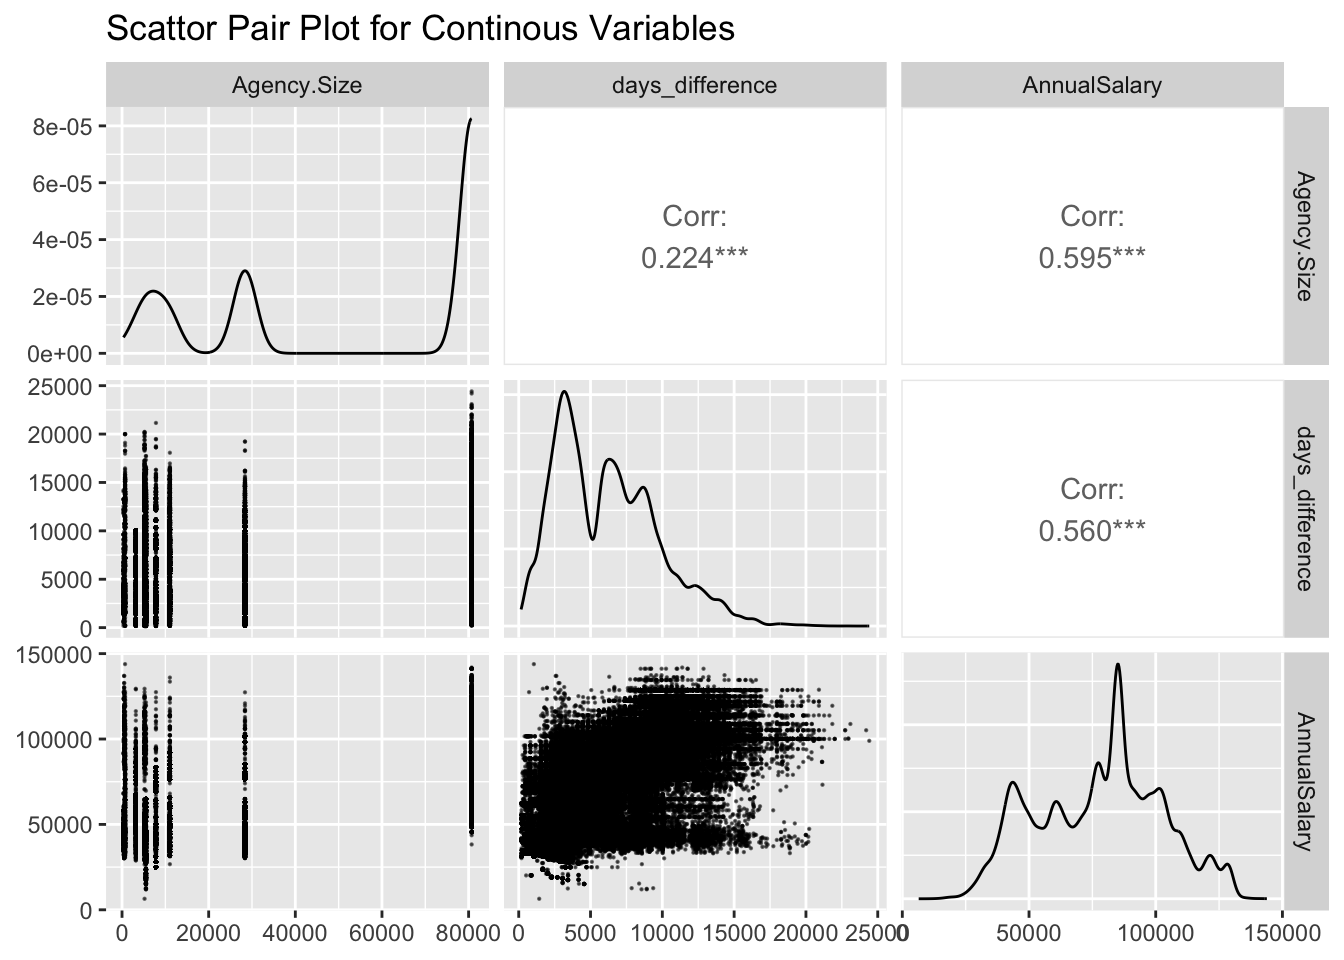 Scattor Pair Plot for Continous Variables
Agency.Size
days_difference
AnnualSalary
8e-05
6e-05
4e-05
2e-05
0e+00
Corr:
0.224***
Corr:
0.595***
Agency.Size
25000
20000
15000
10000
5000
0
Corr:
0.560***
days_difference
150000
100000
50000
0
AnnualSalary
0 20000 40000 60000 80000
0 5000 10000 15000 20000 25000
0 50000 100000 150000